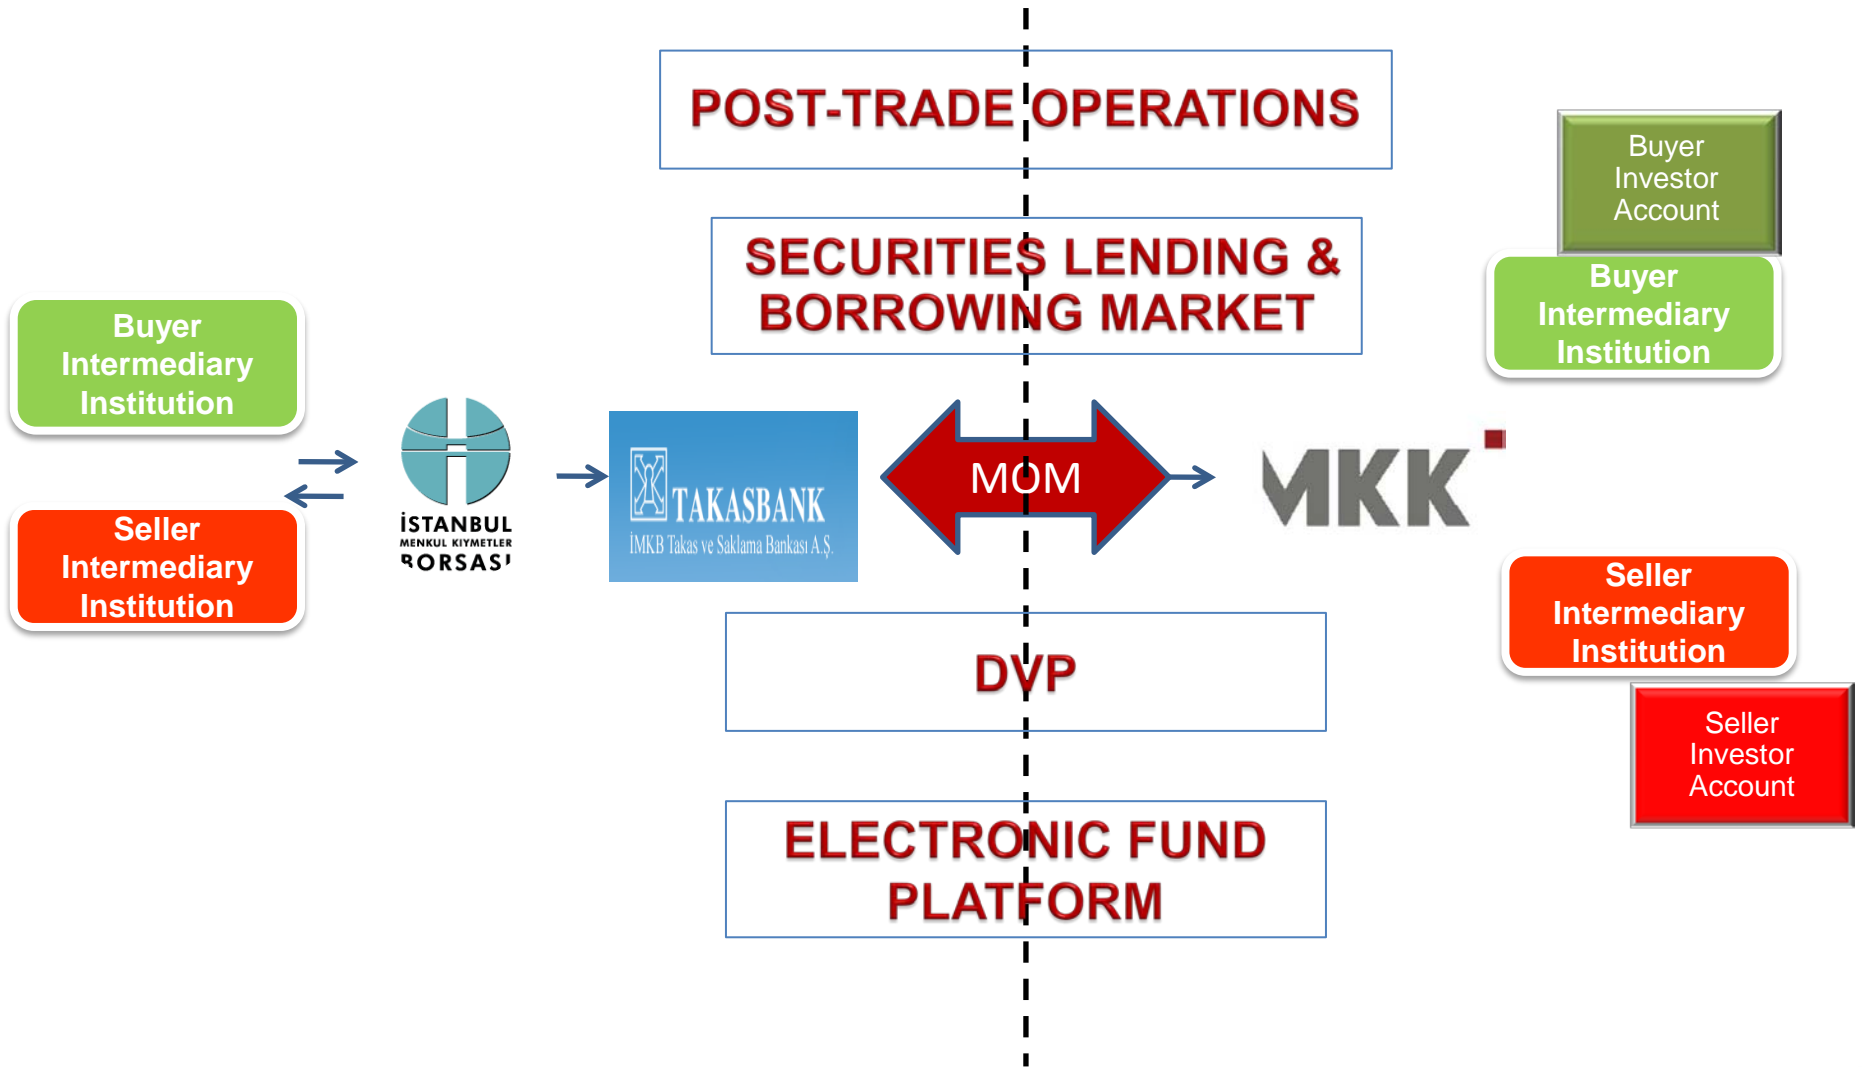 POST-TRADE OPERATIONS
Buyer
Investor
Account
SECURITIES LENDING &
BORROWING MARKET
Buyer
Intermediary
Institution
Buyer
Intermediary
Institution
İSTANBUL
MENKUL KIYMETLER
BORSASI
TAKASBANK
İMKB Takas ve Saklama Bankası A.Ş.
MOM
MKK
Seller
Intermediary
Institution
Seller
Intermediary
Institution
DVP
Seller
Investor
Account
ELECTRONIC FUND
PLATFORM